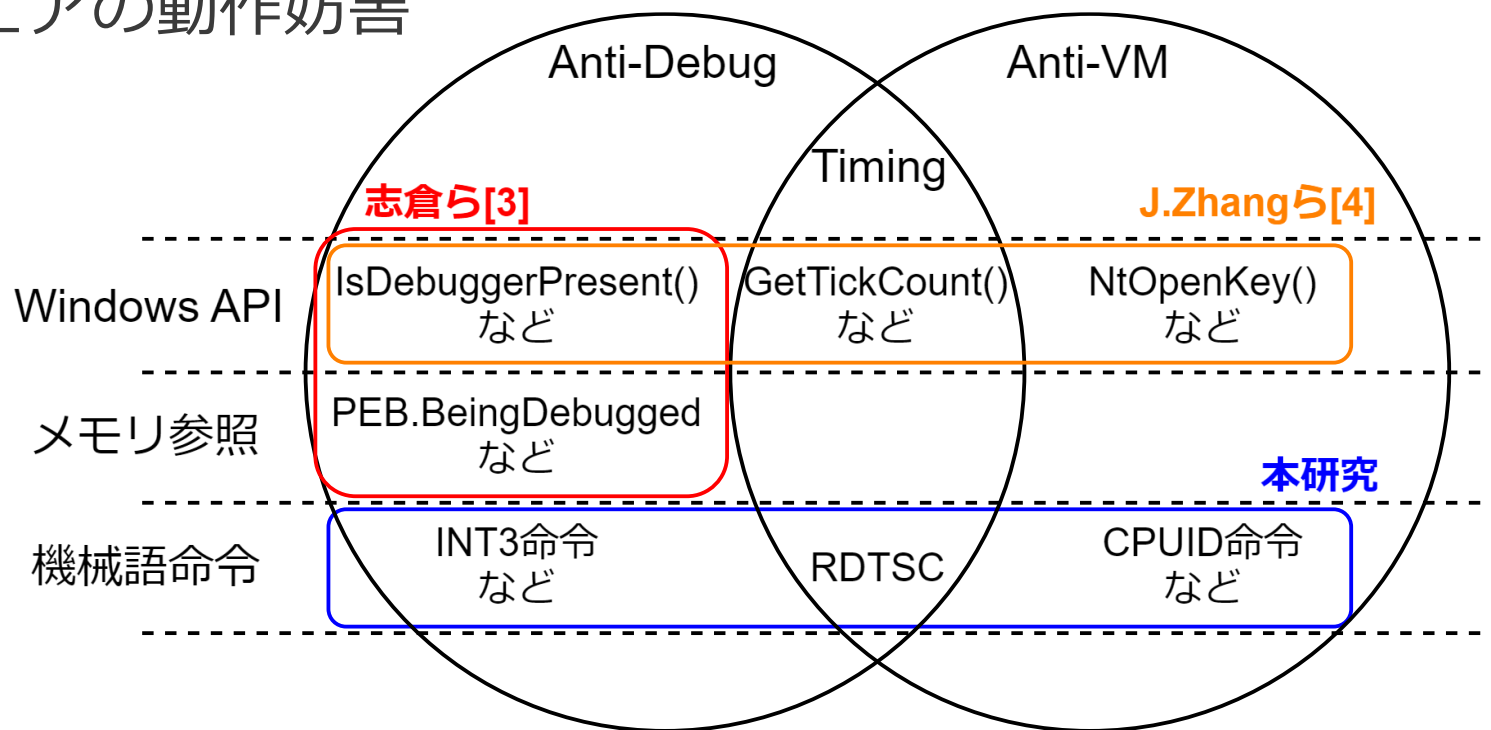 ェアの動作妨害
Anti-Debug
Anti-VM
Timing
志倉ら[3]
J.Zhangら[4]
Windows API
IsDebuggerPresent()
など
GetTickCount()
など
NtOpenKey()
など
メモリ参照
PEB.BeingDebugged
など
本研究
機械語命令
INT3命令
など
RDTSC
CPUID命令
など